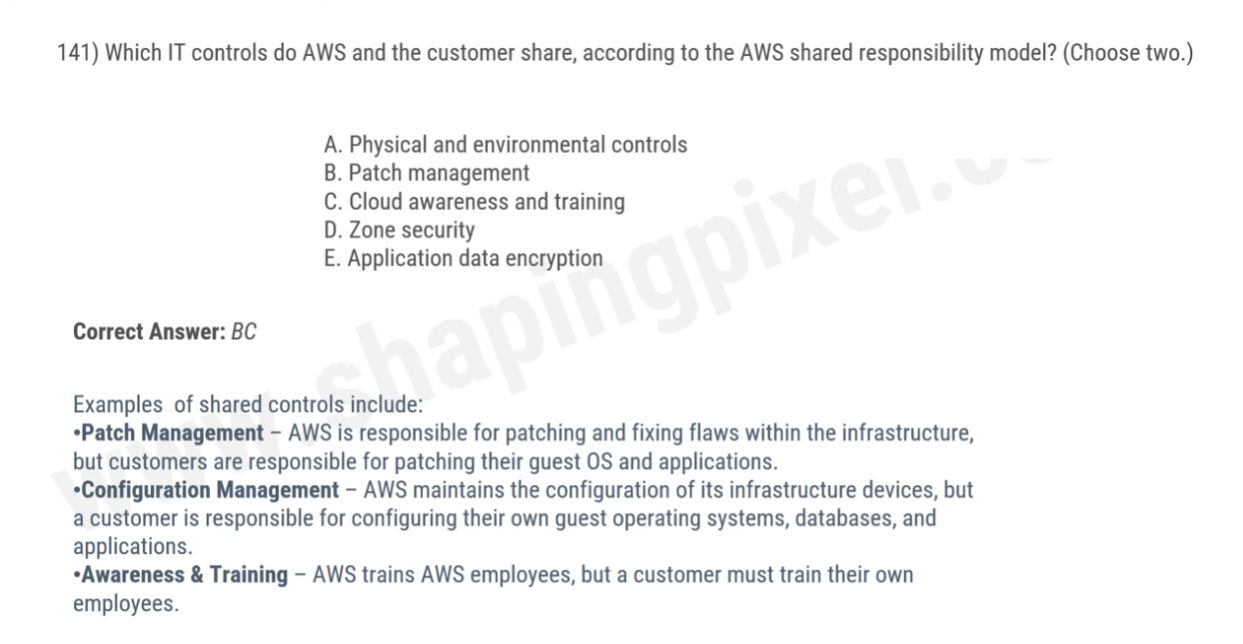 141) Which IT controls do AWS and the customer share, according to the AWS shared responsibility model? (Choose two.)
A. Physical and environmental controls
B. Patch management
C. Cloud awareness and training
D. Zone security
E. Application data encryption
Correct Answer: BC
Examples of shared controls include:
•Patch Management – AWS is responsible for patching and fixing flaws within the infrastructure,
but customers are responsible for patching their guest OS and applications.
•Configuration Management – AWS maintains the configuration of its infrastructure devices, but
a customer is responsible for configuring their own guest operating systems, databases, and
applications.
•Awareness & Training – AWS trains AWS employees, but a customer must train their own
employees.
www.shapingpixel.